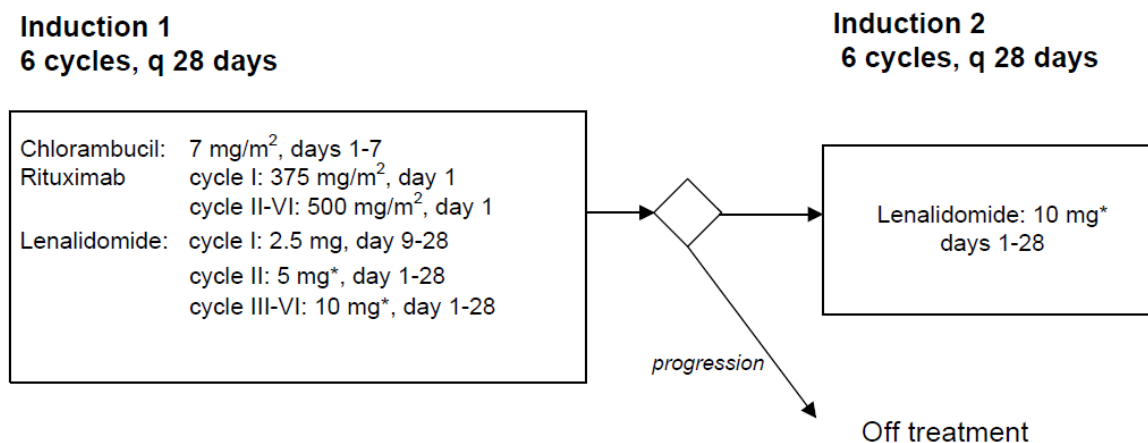 Induction 1
6 cycles, q 28 days
Chlorambucil: 7 mg/m², days 1-7
Rituximab cycle I: 375 mg/m², day 1
cycle II-VI: 500 mg/m², day 1
Lenalidomide: cycle I: 2.5 mg, day 9-28
cycle II: 5 mg*, day 1-28
cycle III-VI: 10 mg*, day 1-28
progression
Off treatment
Induction 2
6 cycles, q 28 days
Lenalidomide: 10 mg*
days 1-28